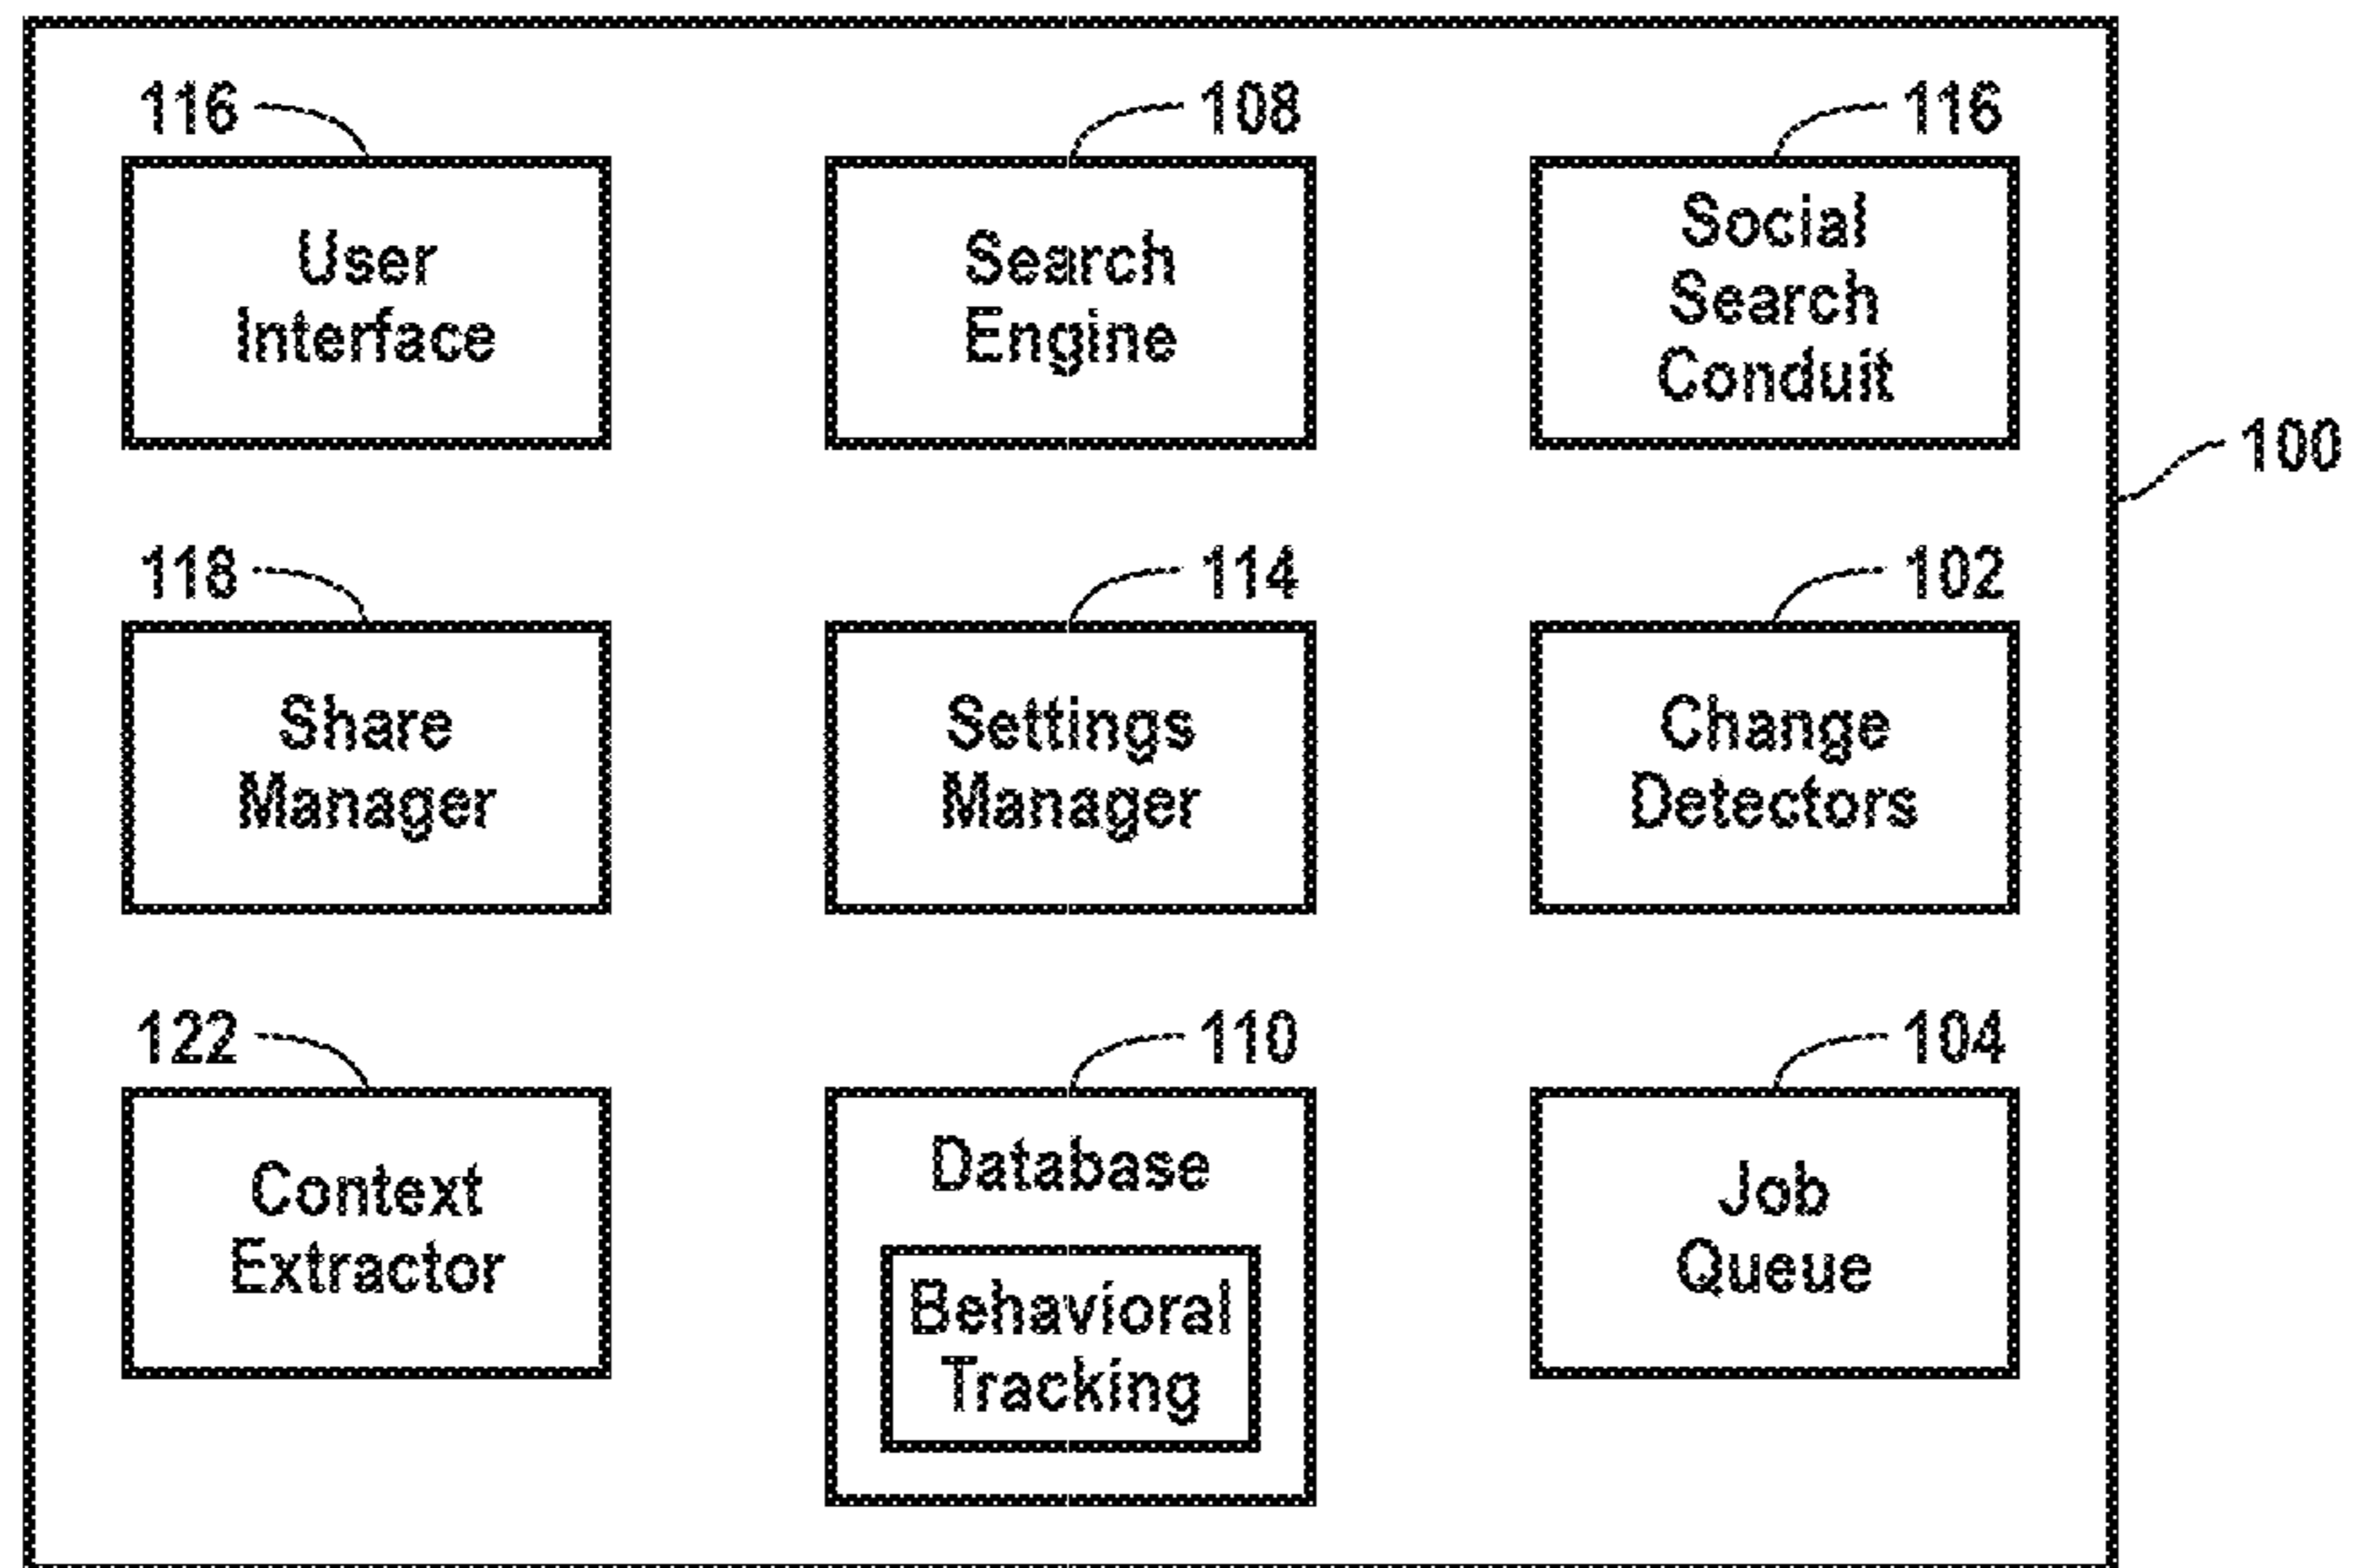 116
108
116
User
Interface
Search
Engine
Social
Search
Conduit
100
118
114
102
Share
Manager
Settings
Manager
Change
Detectors
122
110
104
Context
Extractor
Database
Behavioral
Tracking
Job
Queue